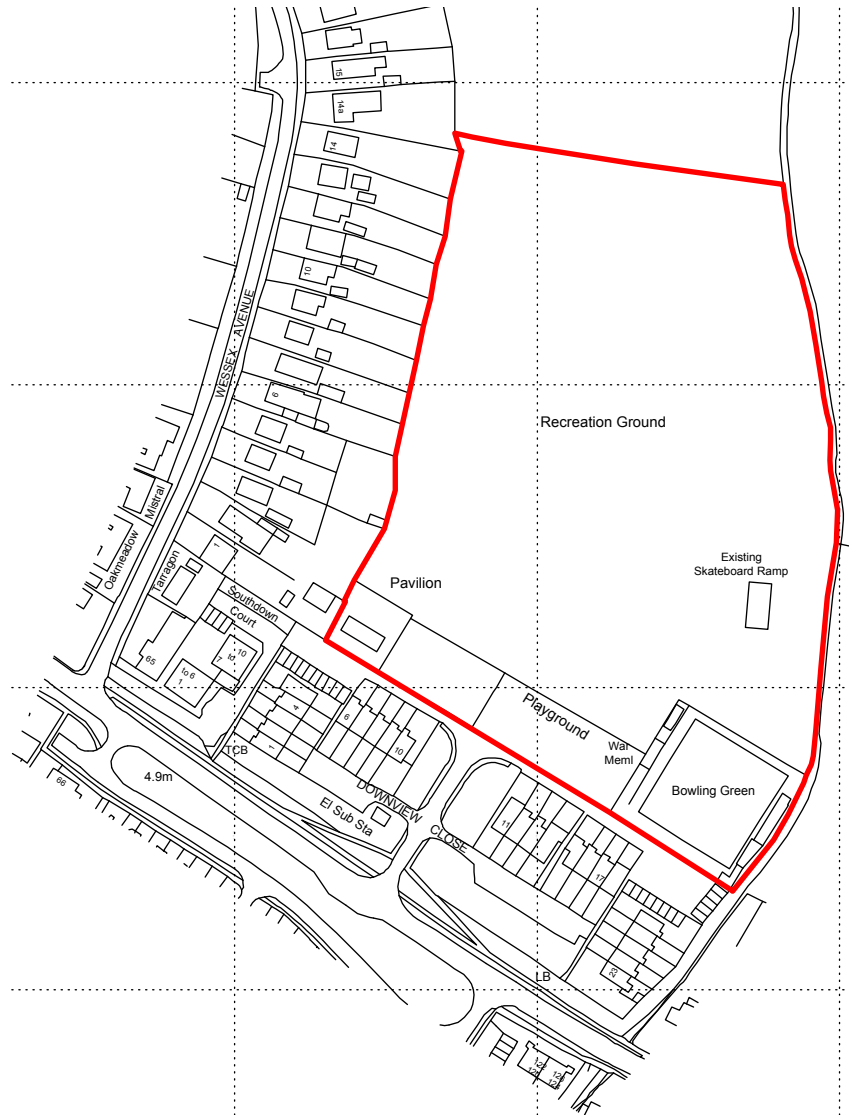 15
14a
14
10
WESSEX AVENUE
6
Recreation Ground
Mistral
Oakmeadow
Tarragon
1
Existing
Skateboard Ramp
Pavilion
Southdown
Court
65
7 to 10
1 to 6
Playground
War
Meml
Bowling Green
TCB
4
1
6
10
DOWNVIEW CLOSE
4.9m
El Sub Sta
66
11
17
LB
23